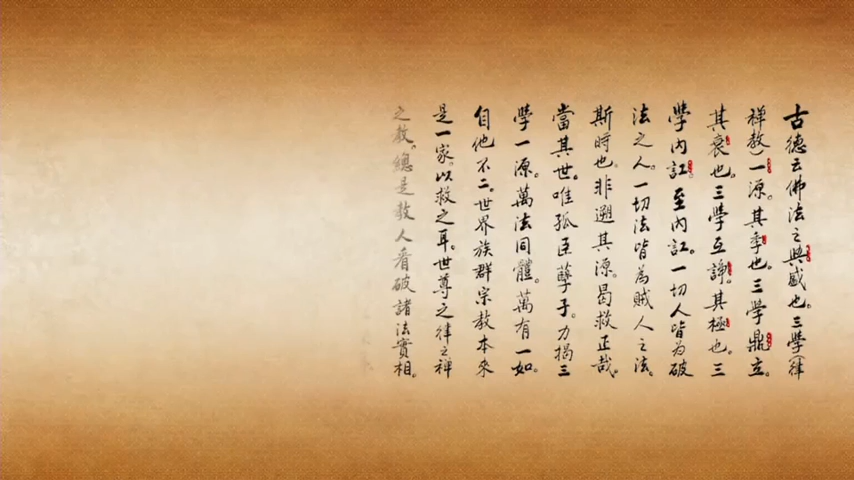 古德云佛法之興盛也。三學（律
禪教）一源。其季也。三學鼎立。
其衰也。三學互諍。其極也。三
學內訌。至內訌。一切人皆为破
法之人。一切法皆為賊人之法。
斯時也。非遡其源。曷救正哉。
當其世。唯孤臣孽子。力揭三
學一源。萬法同體。萬有一如。
自他不二。世界族群宗教本來
是一家。以救之耳。世尊之律之禪
之教。總是教人看破諸法實相。